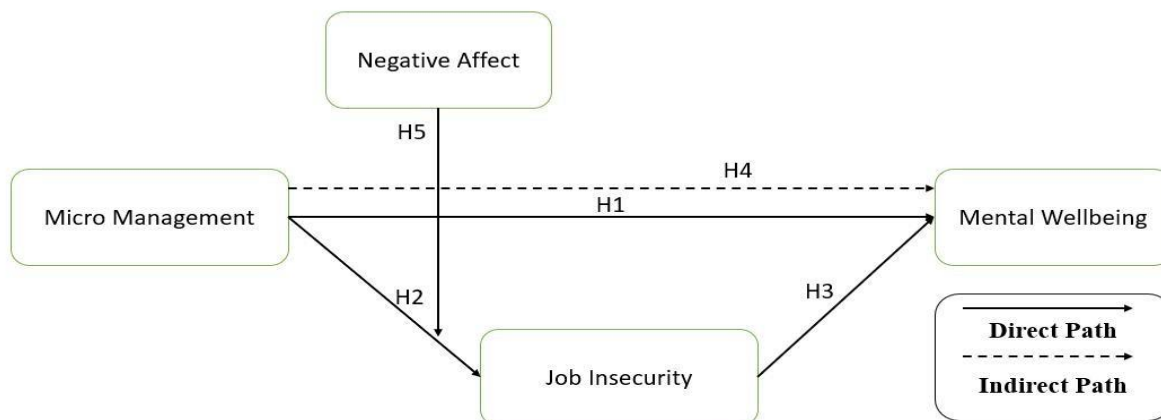 Negative Affect
H5
H4
Micro Management
H1
Mental Wellbeing
H2
H3
Job Insecurity
Direct Path
Indirect Path